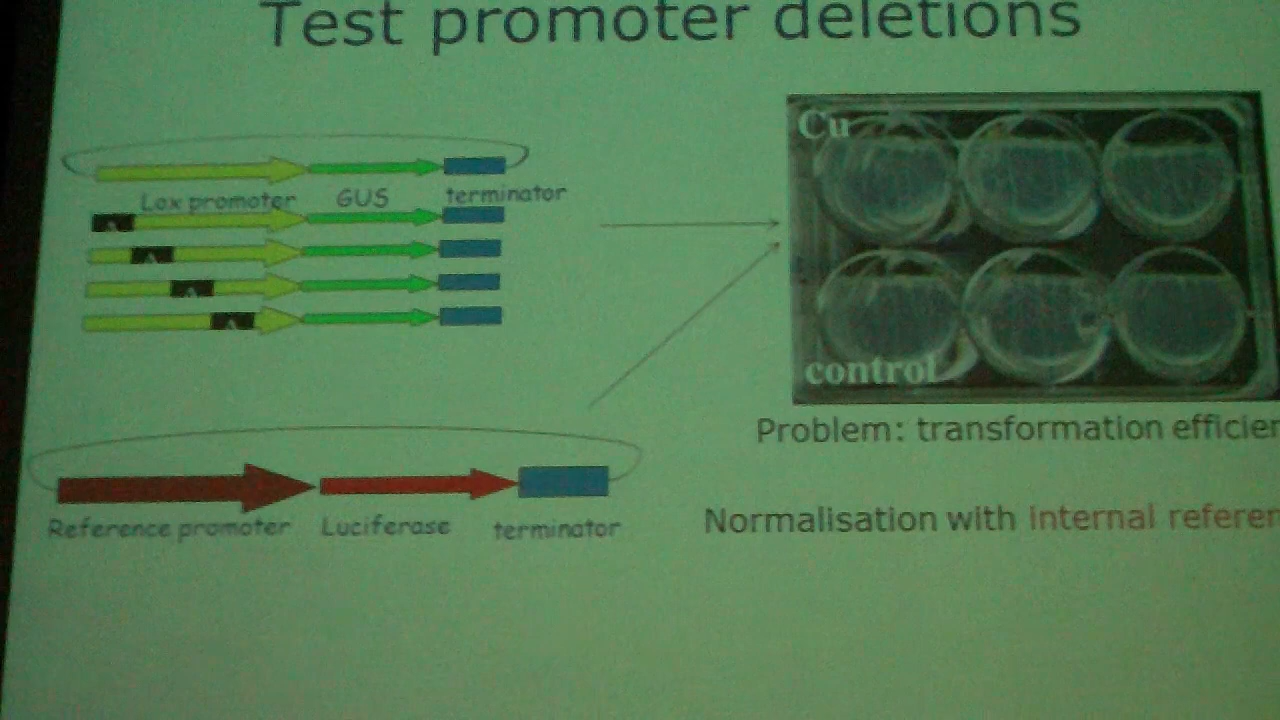 Test promoter deletions
Cu
Lox promoter GUS terminator
control
Problem: transformation efficien
Reference promoter Luciferase terminator
Normalisation with internal referen